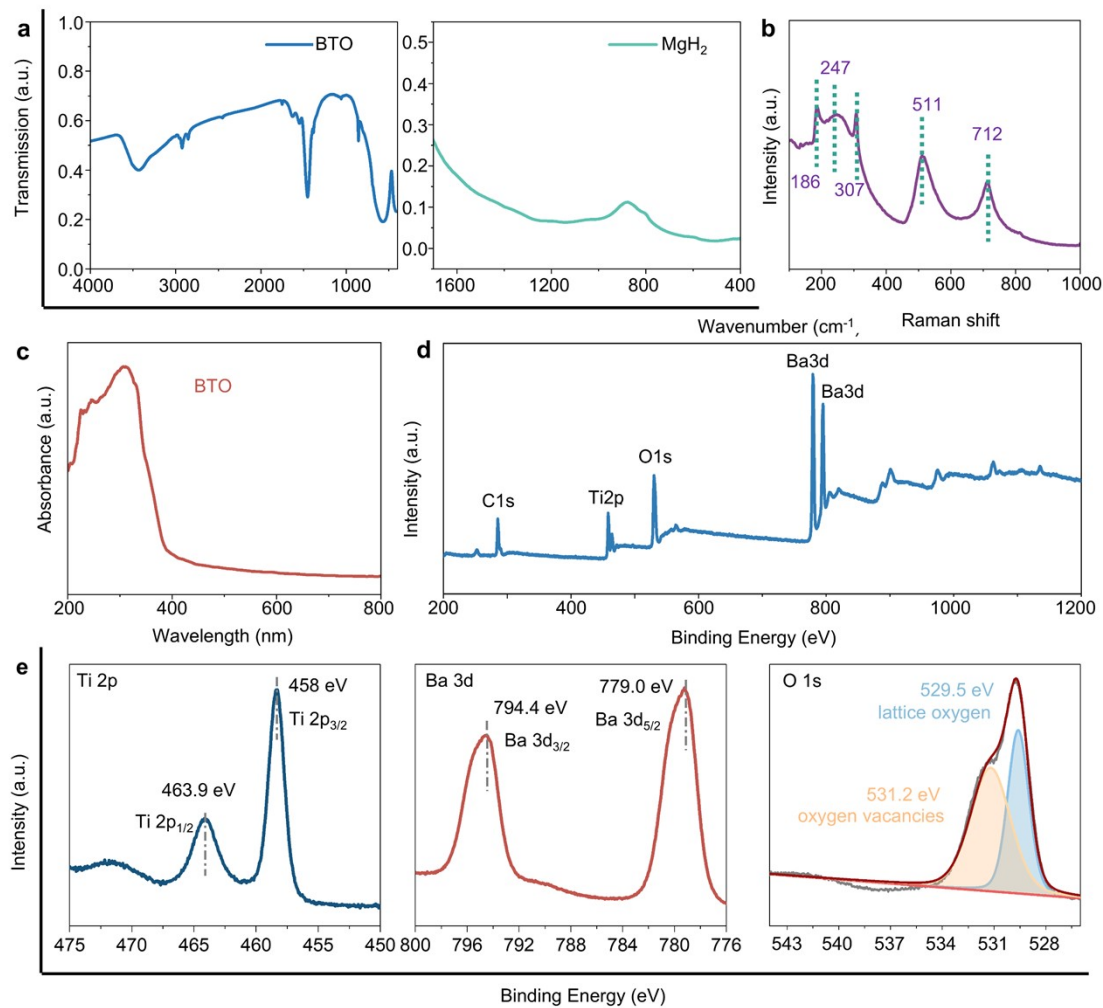 a
BTO
MgH₂
Transmission (a.u.)
1.0
0.8
0.6
0.4
0.2
0.0
4000 3000 2000 1000
0.5
0.4
0.3
0.2
0.1
0.0
1600 1200 800 400
Wavenumber (cm⁻¹,
b
247
511
712
186
307
Intensity (a.u.)
200 400 600 800 1000
Raman shift
c
BTO
Absorbance (a.u.)
200 400 600 800
Wavelength (nm)
d
Ba3d
Ba3d
O1s
C1s
Ti2p
Intensity (a.u.)
200 400 600 800 1000 1200
Binding Energy (eV)
e
Intensity (a.u.)
Ti 2p
458 eV
Ti 2p₃/₂
463.9 eV
Ti 2p₁/₂
475 470 465 460 455 450
Ba 3d
779.0 eV
Ba 3d₅/₂
794.4 eV
Ba 3d₃/₂
800 796 792 788 784 780 776
O 1s
529.5 eV
lattice oxygen
531.2 eV
oxygen vacancies
543 540 537 534 531 528
Binding Energy (eV)